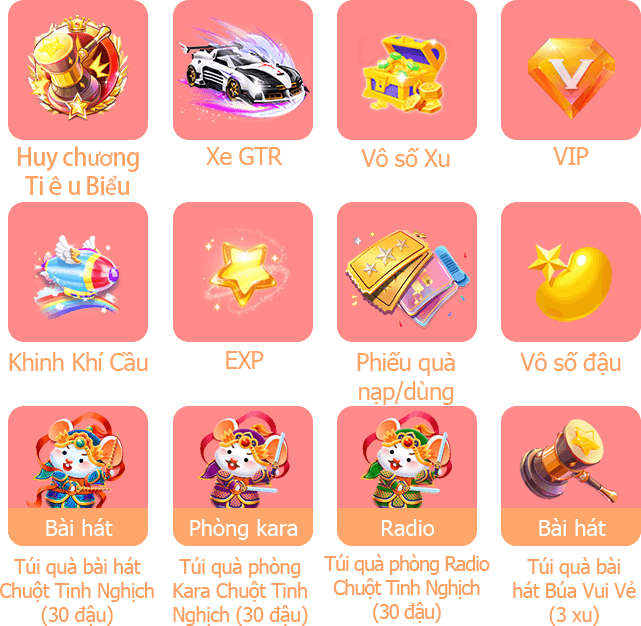 Huy chương
Ti ê u Biểu
Xe GTR
Vô số Xu
VIP
V
Khinh Khí Cầu
EXP
Phiếu quà
nạp/dùng
Vô số đậu
Bài hát
Túi quà bài hát
Chuột Tinh Nghịch
(30 đậu)
Phòng kara
Túi quà phòng
Kara Chuột Tinh
Nghịch (30 đậu)
Radio
Túi quà phòng Radio
Chuột Tinh Nghịch
(30 đậu)
Bài hát
Túi quà bài
hát Búa Vui Vẻ
(3 xu)